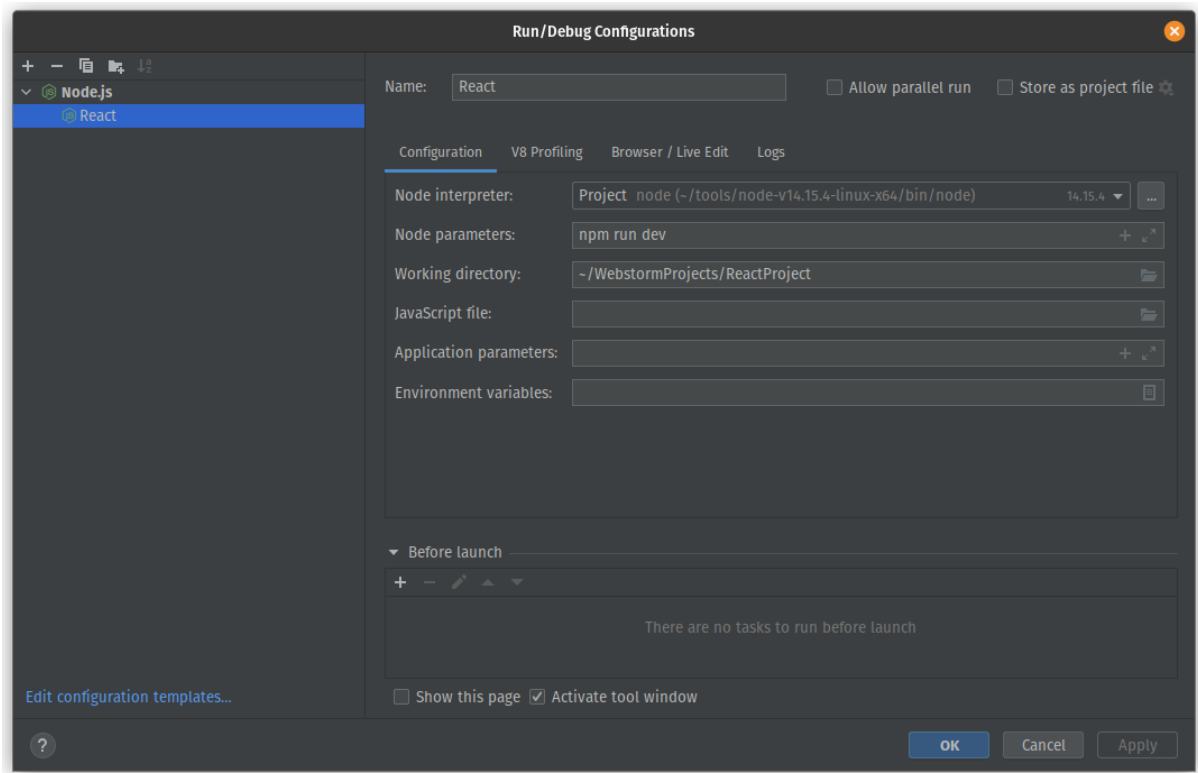 Run/Debug Configurations
Node.js
React
Name: React Allow parallel run Store as project file
Configuration V8 Profiling Browser / Live Edit Logs
Node interpreter: Project node (~/tools/node-v14.15.4-linux-x64/bin/node) 14.15.4 ...
Node parameters: npm run dev
Working directory: ~/WebstormProjects/ReactProject
JavaScript file:
Application parameters:
Environment variables:
Before launch
There are no tasks to run before launch
Edit configuration templates...
Show this page Activate tool window
? OK Cancel Apply